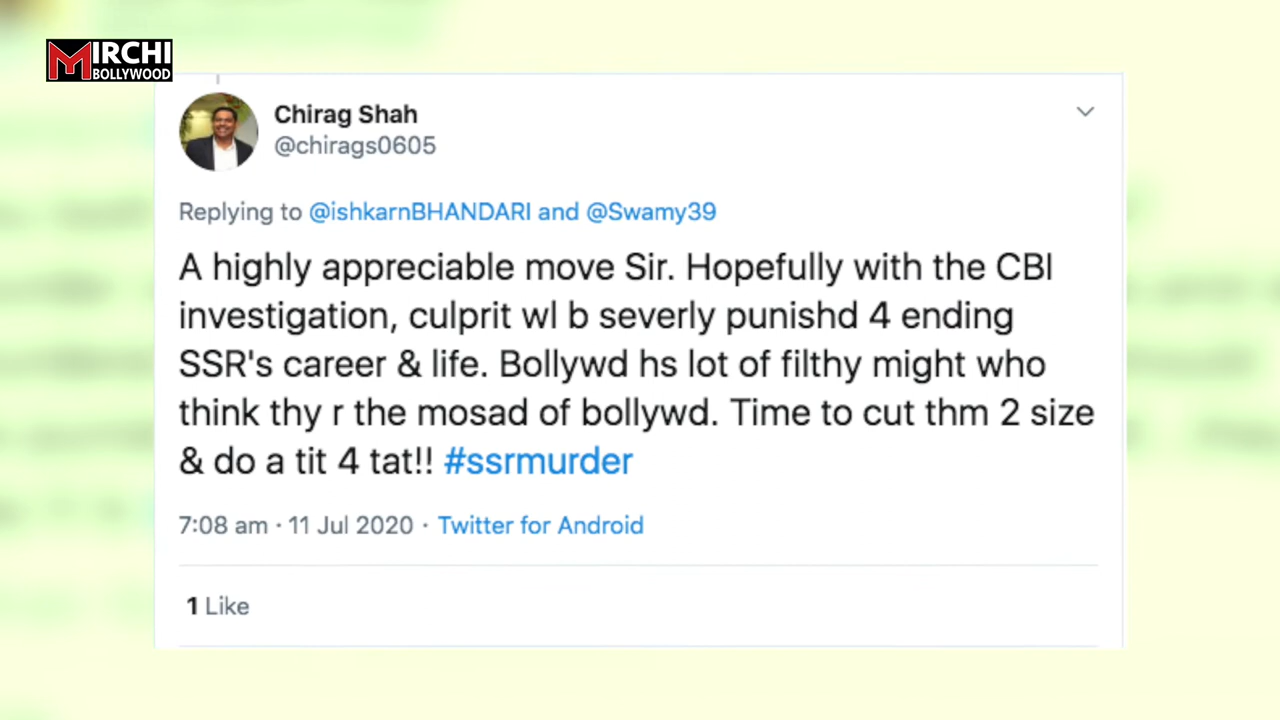 MIRCHI
BOLLYWOOD
Chirag Shah
@chirags0605
Replying to @ishkarnBHANDARI and @Swamy39
A highly appreciable move Sir. Hopefully with the CBI
investigation, culprit wl b severly punishd 4 ending
SSR's career & life. Bollywd hs lot of filthy might who
think thy r the mosad of bollywd. Time to cut thm 2 size
& do a tit 4 tat!! #ssrmurder
7:08 am · 11 Jul 2020 · Twitter for Android
1 Like